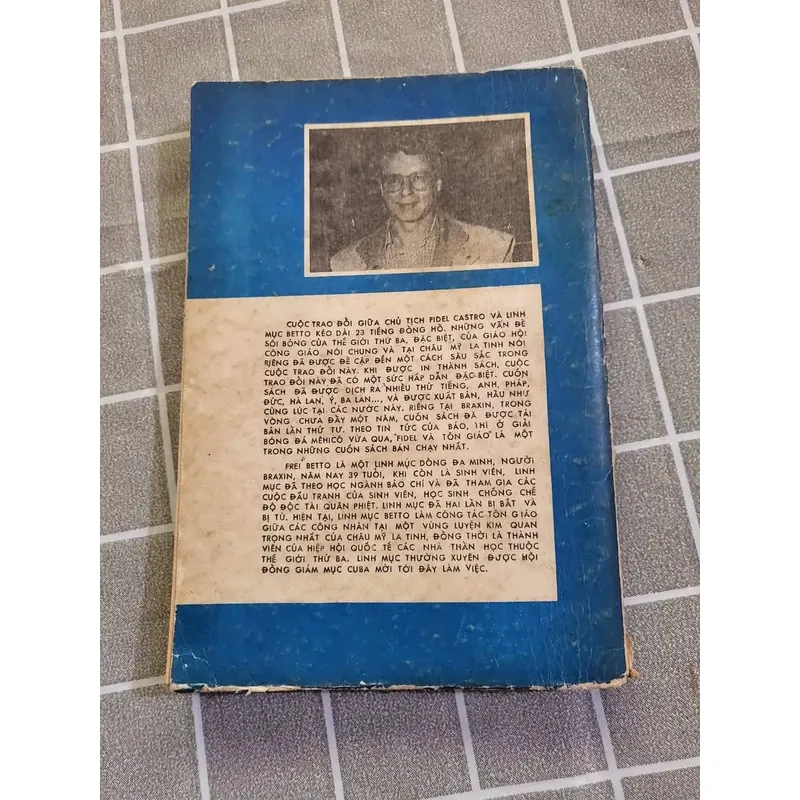 CUỘC TRAO ĐỔI GIỮA CHỦ TỊCH FIDEL CASTRO VÀ LINH
MỤC BETTO KÉO DÀI 23 TIẾNG ĐỒNG HỒ. NHỮNG VẤN ĐỀ
SÔI BỎNG CỦA THẾ GIỚI THỨ BA, ĐẶC BIỆT, CỦA GIÁO HỘI
CÔNG GIÁO NÓI CHUNG VÀ TẠI CHÂU MỸ LA TINH NÓI
RIÊNG ĐÃ ĐƯỢC ĐỀ CẬP ĐẾN MỘT CÁCH SÂU SẮC TRONG
CUỘC TRAO ĐỔI NÀY. KHI ĐƯỢC IN THÀNH SÁCH, CUỘC
TRAO ĐỔI NÀY ĐÃ CÓ MỘT SỨC HẤP DẪN ĐẶC BIỆT. CUỐN
SÁCH ĐÃ ĐƯỢC DỊCH RA NHIỀU THỨ TIẾNG, ANH, PHÁP,
ĐỨC, HÀ LAN, Ý, BA LAN..., VÀ ĐƯỢC XUẤT BẢN, HẦU NHƯ
CÙNG LÚC TẠI CÁC NƯỚC NÀY. RIÊNG TẠI BRAXIN, TRONG
VÒNG CHƯA ĐẦY MỘT NĂM, CUỐN SÁCH ĐÃ ĐƯỢC TÁI
BẢN LẦN THỨ TƯ. THEO TIN TỨC CỦA BÁO, THÌ Ở GIẢI
BÓNG ĐÁ MÊHICÔ VỪA QUA, "FIDEL VÀ TÔN GIÁO" LÀ MỘT
TRONG NHỮNG CUỐN SÁCH BÁN CHẠY NHẤT.
FREI BETTO LÀ MỘT LINH MỤC DÒNG ĐA MINH, NGƯỜI
BRAXIN, NĂM NAY 39 TUỔI, KHI CÒN LÀ SINH VIÊN, LINH
MỤC ĐÃ THEO HỌC NGÀNH BÁO CHÍ VÀ ĐÃ THAM GIA CÁC
CUỘC ĐẤU TRANH CỦA SINH VIÊN, HỌC SINH CHỐNG CHẾ
ĐỘ ĐỘC TÀI QUÂN PHIỆT. LINH MỤC ĐÃ HAI LẦN BỊ BẮT VÀ
BỊ TÙ. HIỆN TẠI, LINH MỤC BETTO LÀM CÔNG TÁC TÔN GIÁO
GIỮA CÁC CÔNG NHÂN TẠI MỘT VÙNG LUYỆN KIM QUAN
TRỌNG NHẤT CỦA CHÂU MỸ LA TINH, ĐỒNG THỜI LÀ THÀNH
VIÊN CỦA HIỆP HỘI QUỐC TẾ CÁC NHÀ THẦN HỌC THUỘC
THẾ GIỚI THỨ BA. LINH MỤC THƯỜNG XUYÊN ĐƯỢC HỘI
ĐỒNG GIÁM MỤC CUBA MỜI TỚI ĐÂY LÀM VIỆC.